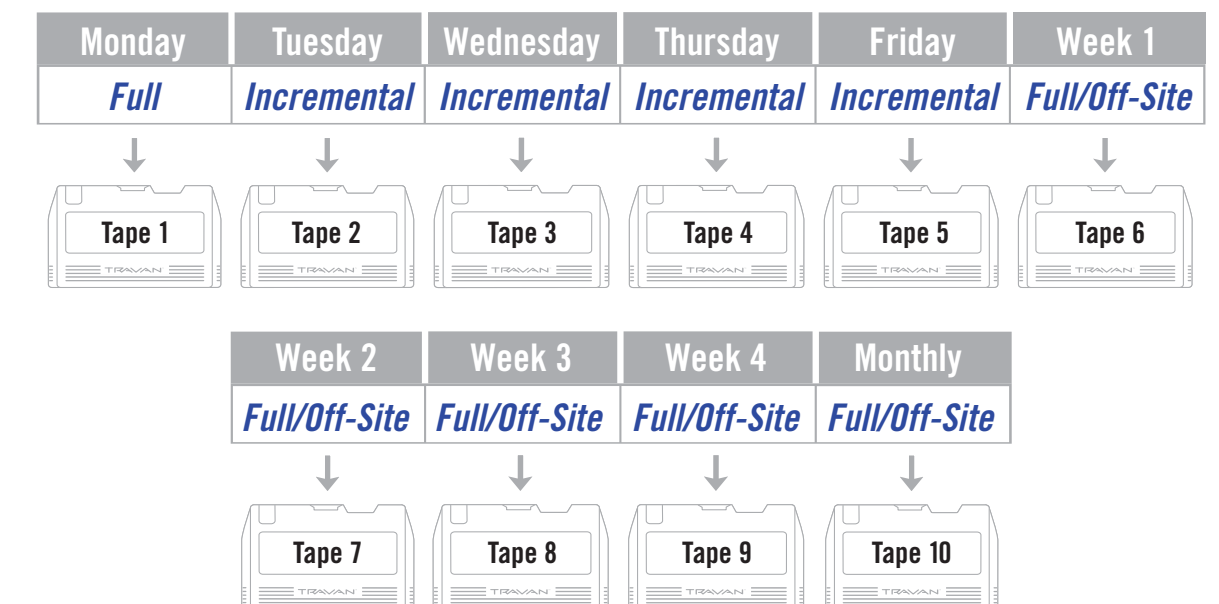 Monday Tuesday Wednesday Thursday Friday Week 1
Full Incremental Incremental Incremental Incremental Full/Off-Site
Tape 1 Tape 2 Tape 3 Tape 4 Tape 5 Tape 6
TRAVAN TRAVAN TRAVAN TRAVAN TRAVAN TRAVAN
Week 2 Week 3 Week 4 Monthly
Full/Off-Site Full/Off-Site Full/Off-Site Full/Off-Site
Tape 7 Tape 8 Tape 9 Tape 10
TRAVAN TRAVAN TRAVAN TRAVAN